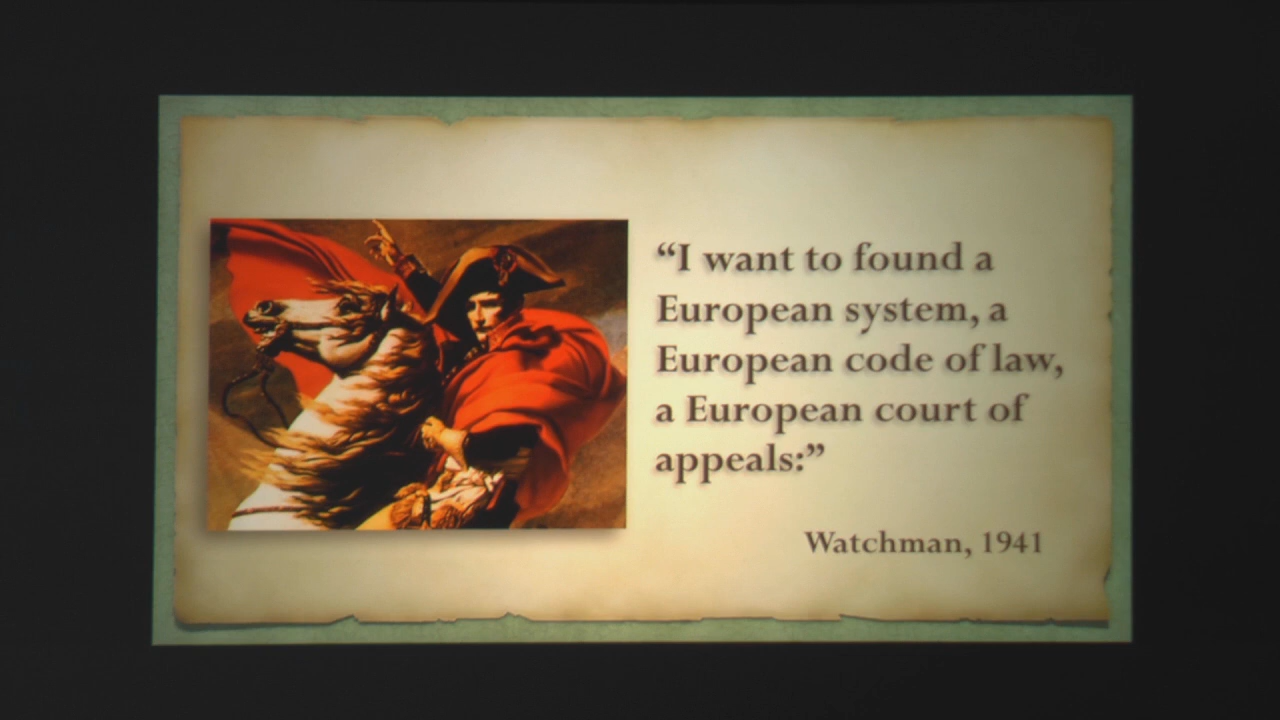 “I want to found a
European system, a
European code of law,
a European court of
appeals:”
Watchman, 1941